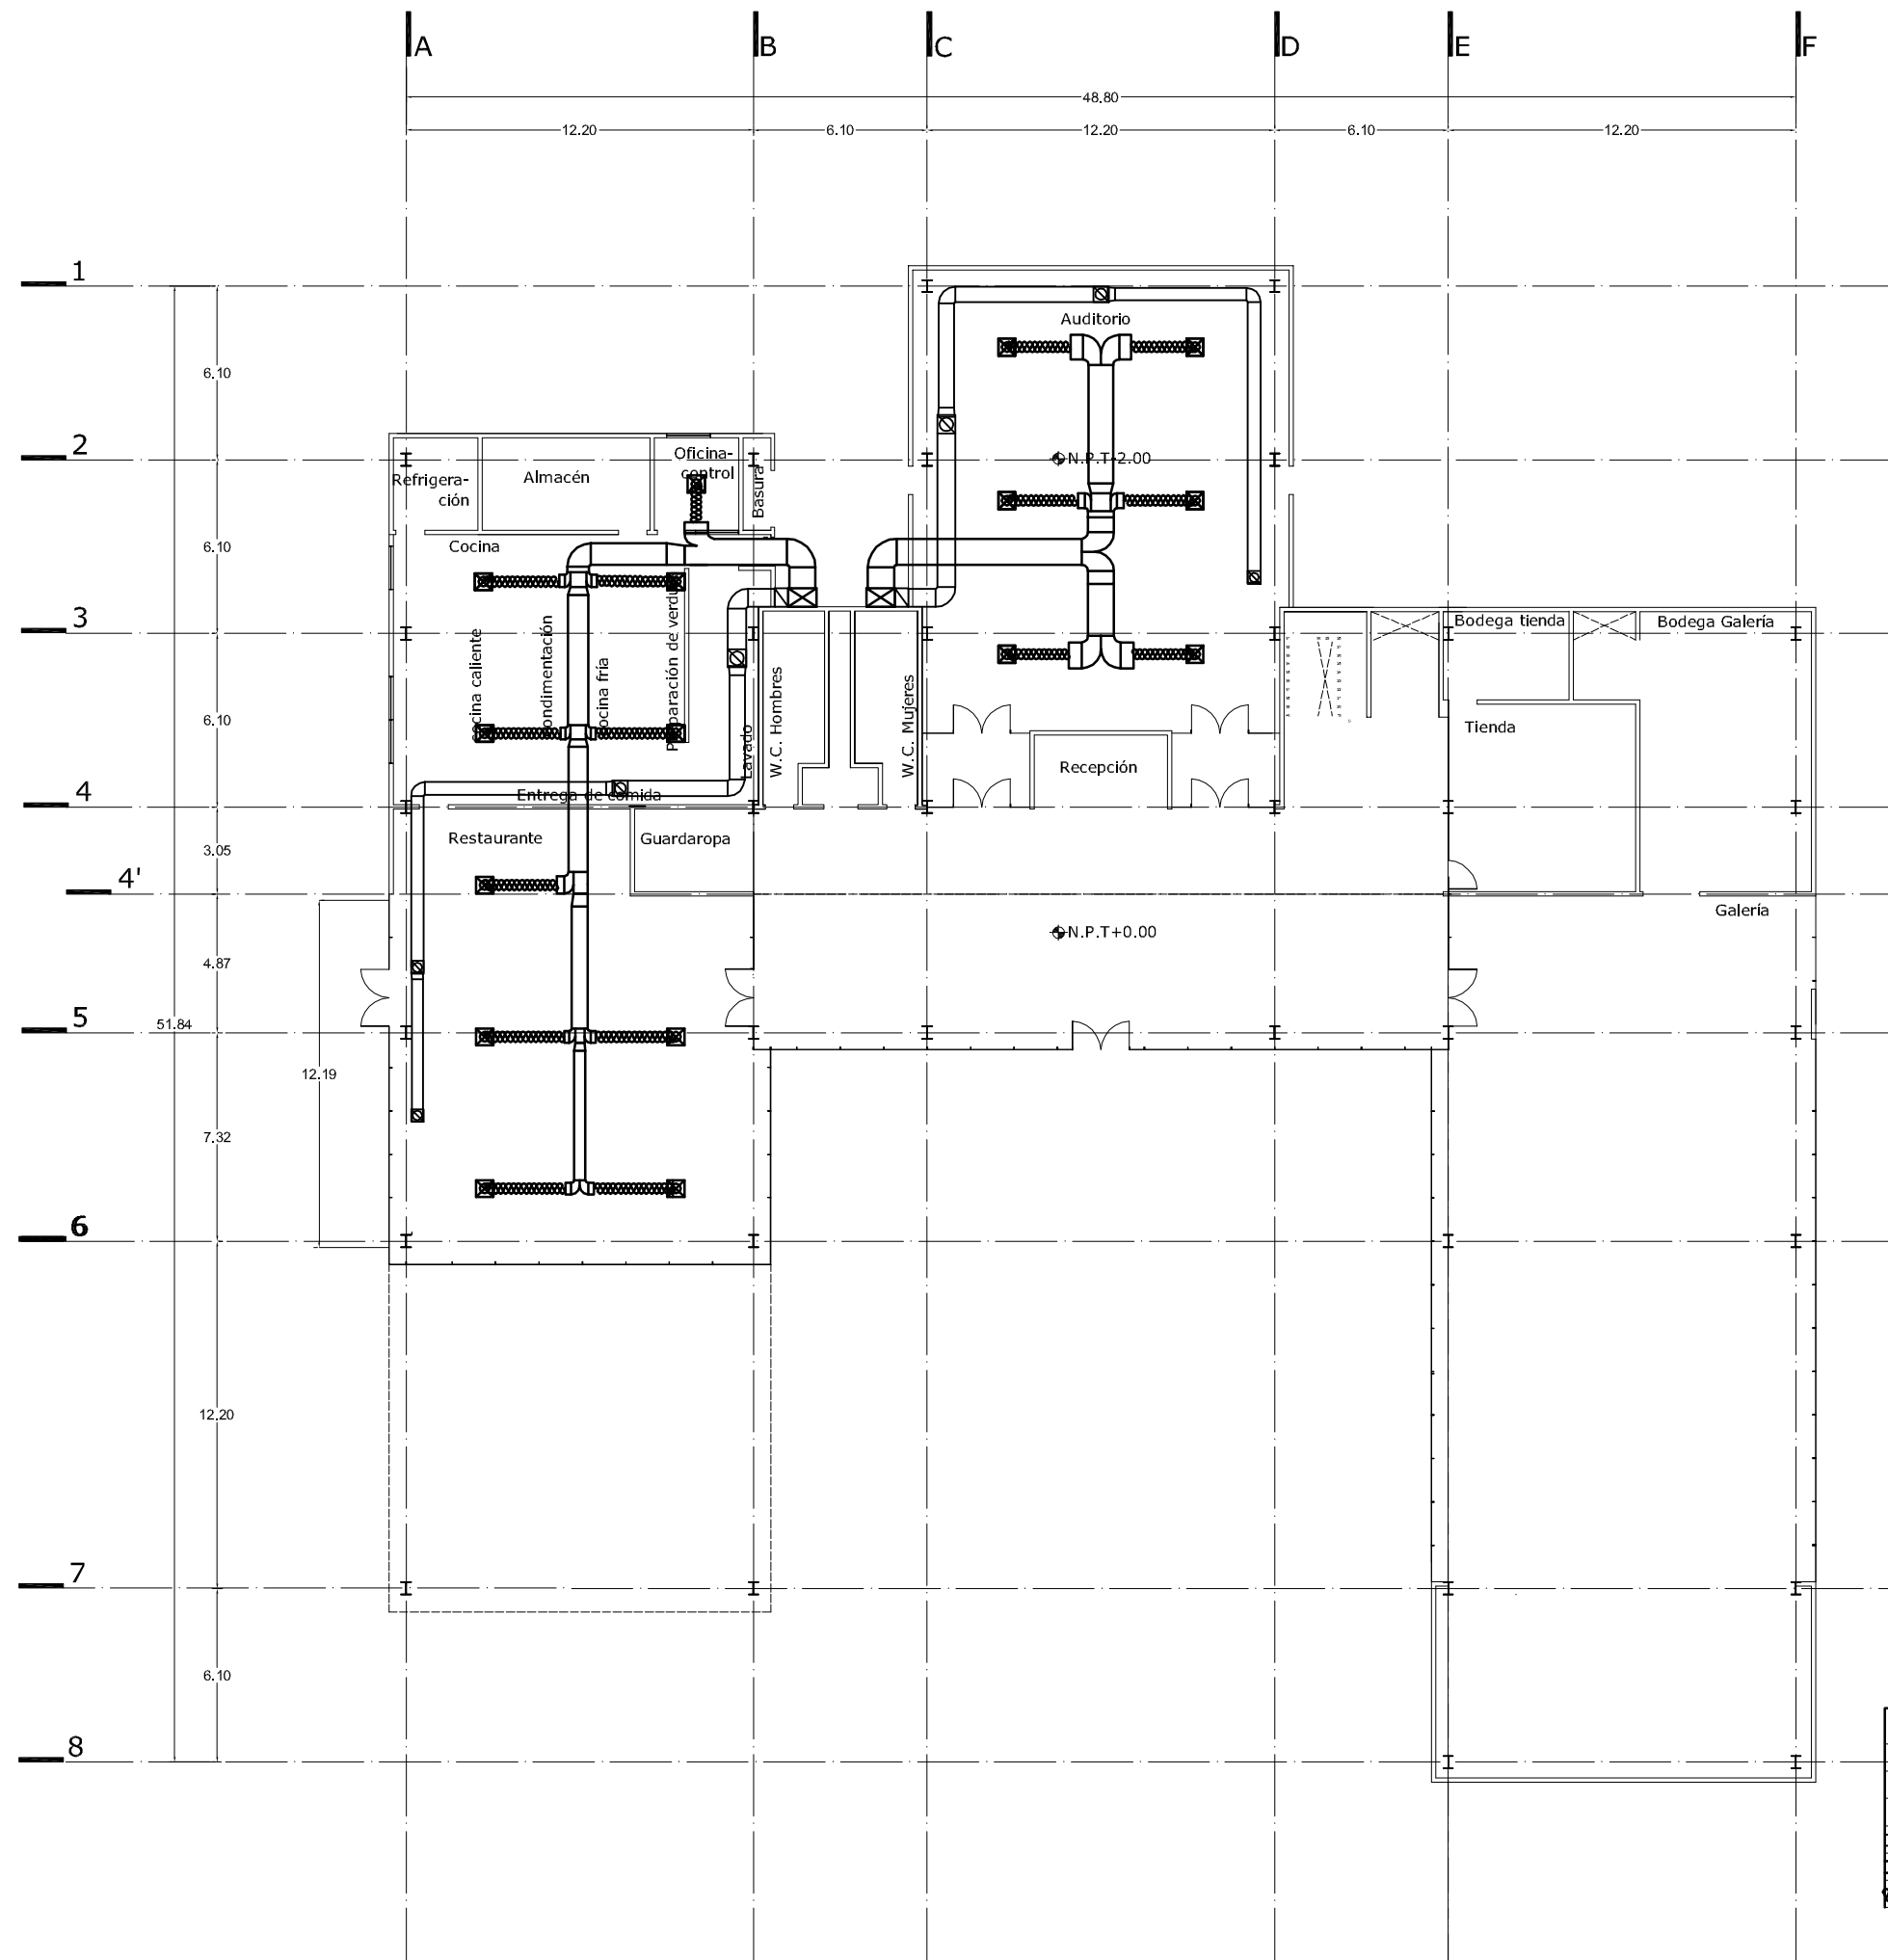 A
B
C
D
E
F
48.80
12.20
6.10
12.20
6.10
12.20
1
Auditorio
6.10
2
Oficina-
control
N.P.T-2.00
Refrigera-
ción
Almacén
Basura
6.10
Cocina
3
Bodega tienda
Bodega Galería
cocina caliente
condimentación
cocina fría
W.C. Hombres
W.C. Mujeres
6.10
Tienda
Lavado
Recepción
4
Entrega de comida
Restaurante
Guardaropa
3.05
4'
Galería
N.P.T+0.00
4.87
5
51.84
12.19
7.32
6
12.20
7
6.10
8